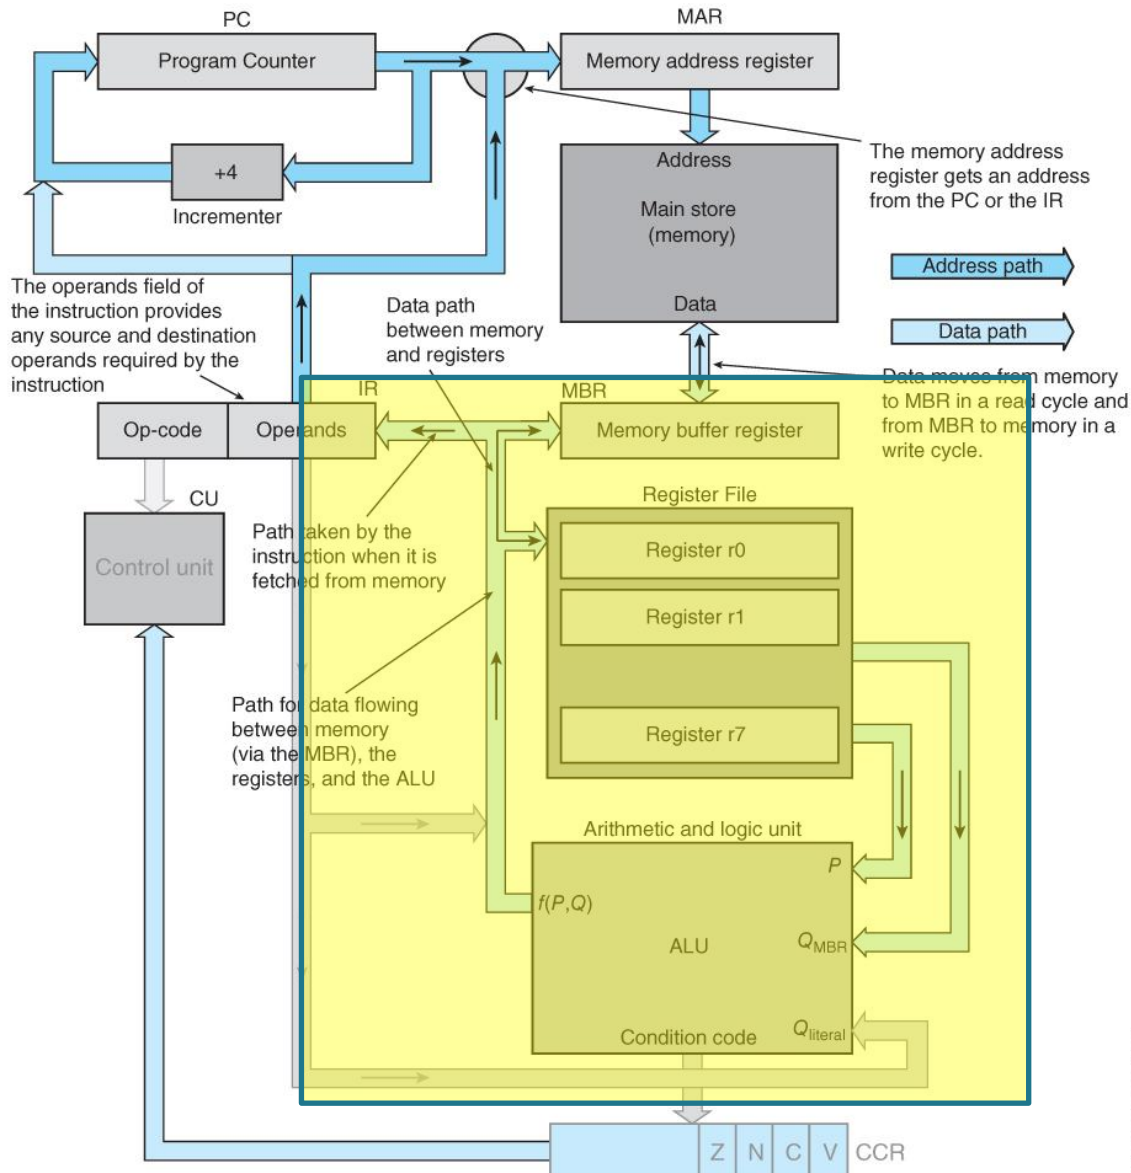 PC
MAR
Program Counter
Memory address register
+4
Incrementer
The memory address
register gets an address
from the PC or the IR
Address
Main store
(memory)
Data
Address path
Data path
The operands field of
the instruction provides
any source and destination
operands required by the
instruction
Data path
between memory
and registers
Data moves from memory
to MBR in a read cycle and
from MBR to memory in a
write cycle.
IR
MBR
Op-code
Operands
Memory buffer register
CU
Control unit
Path taken by the
instruction when it is
fetched from memory
Register File
Register r0
Register r1
Register r7
Path for data flowing
between memory
(via the MBR), the
registers, and the ALU
Arithmetic and logic unit
P
f(P,Q)
ALU
QMBR
Qliteral
Condition code
Z N C V CCR